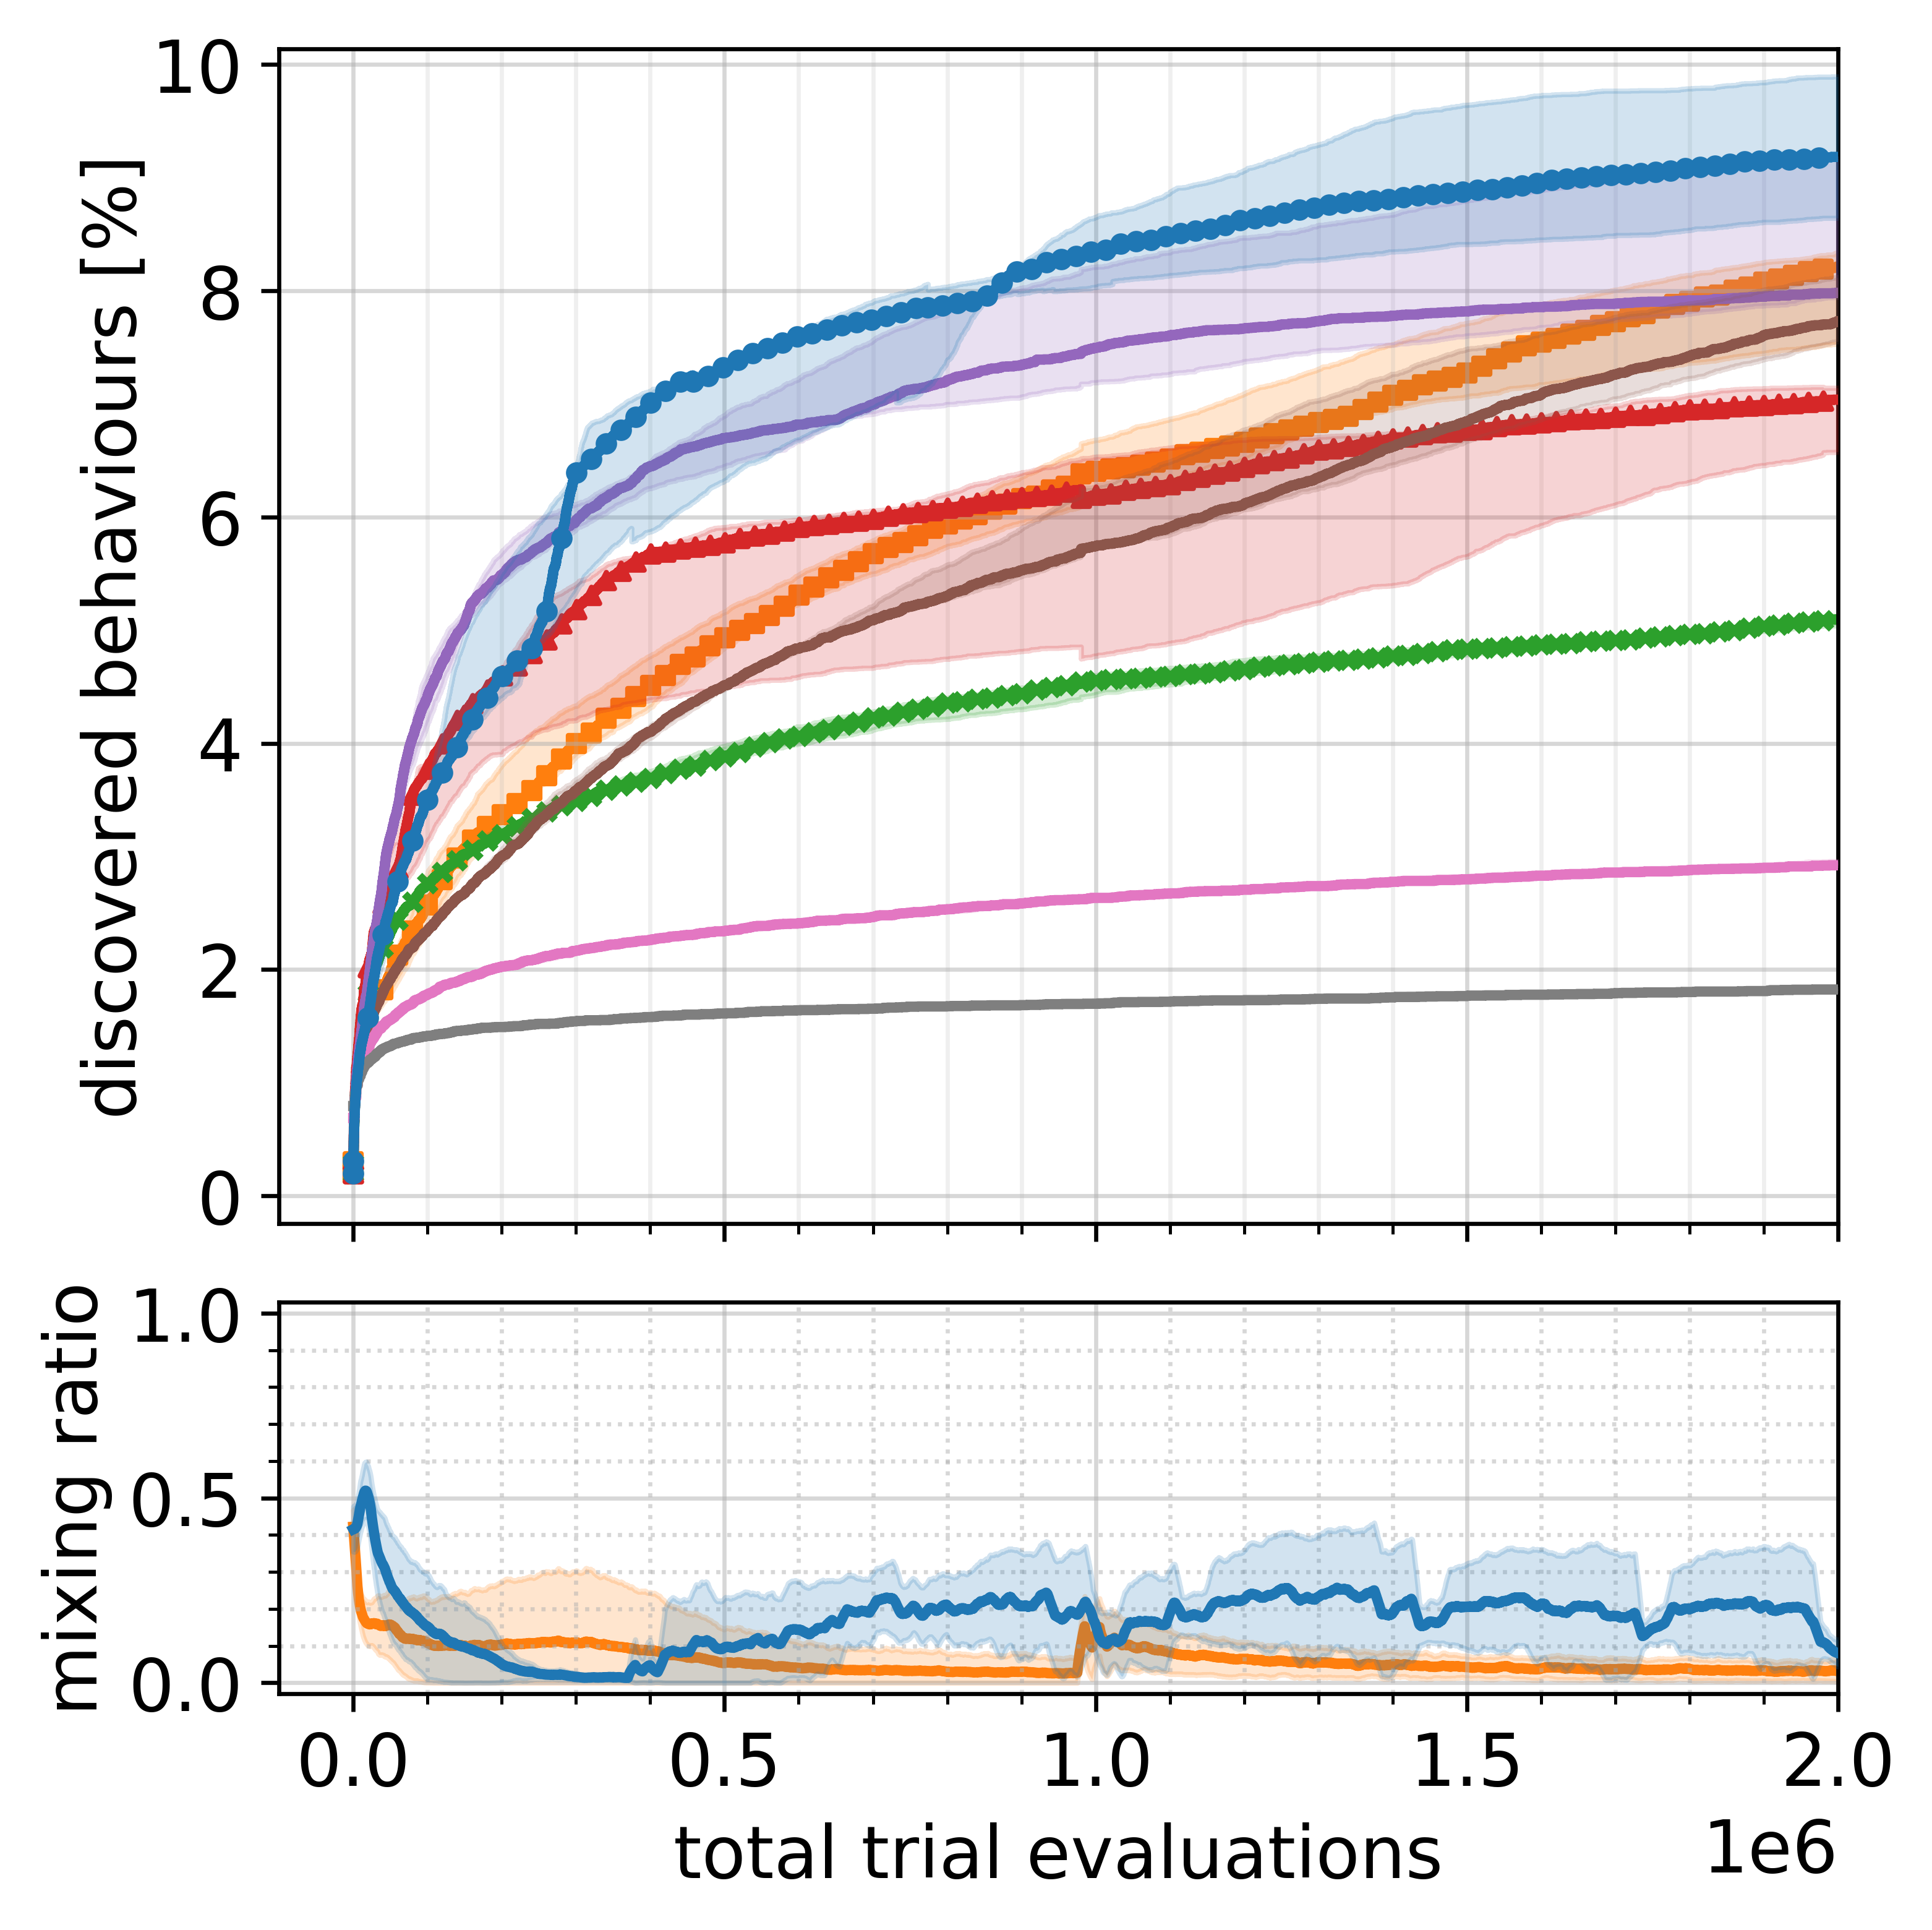 10
8
6
4
2
0
discovered behaviours [%]
1.0
0.5
0.0
mixing ratio
0.0 0.5 1.0 1.5 2.0
total trial evaluations 1e6